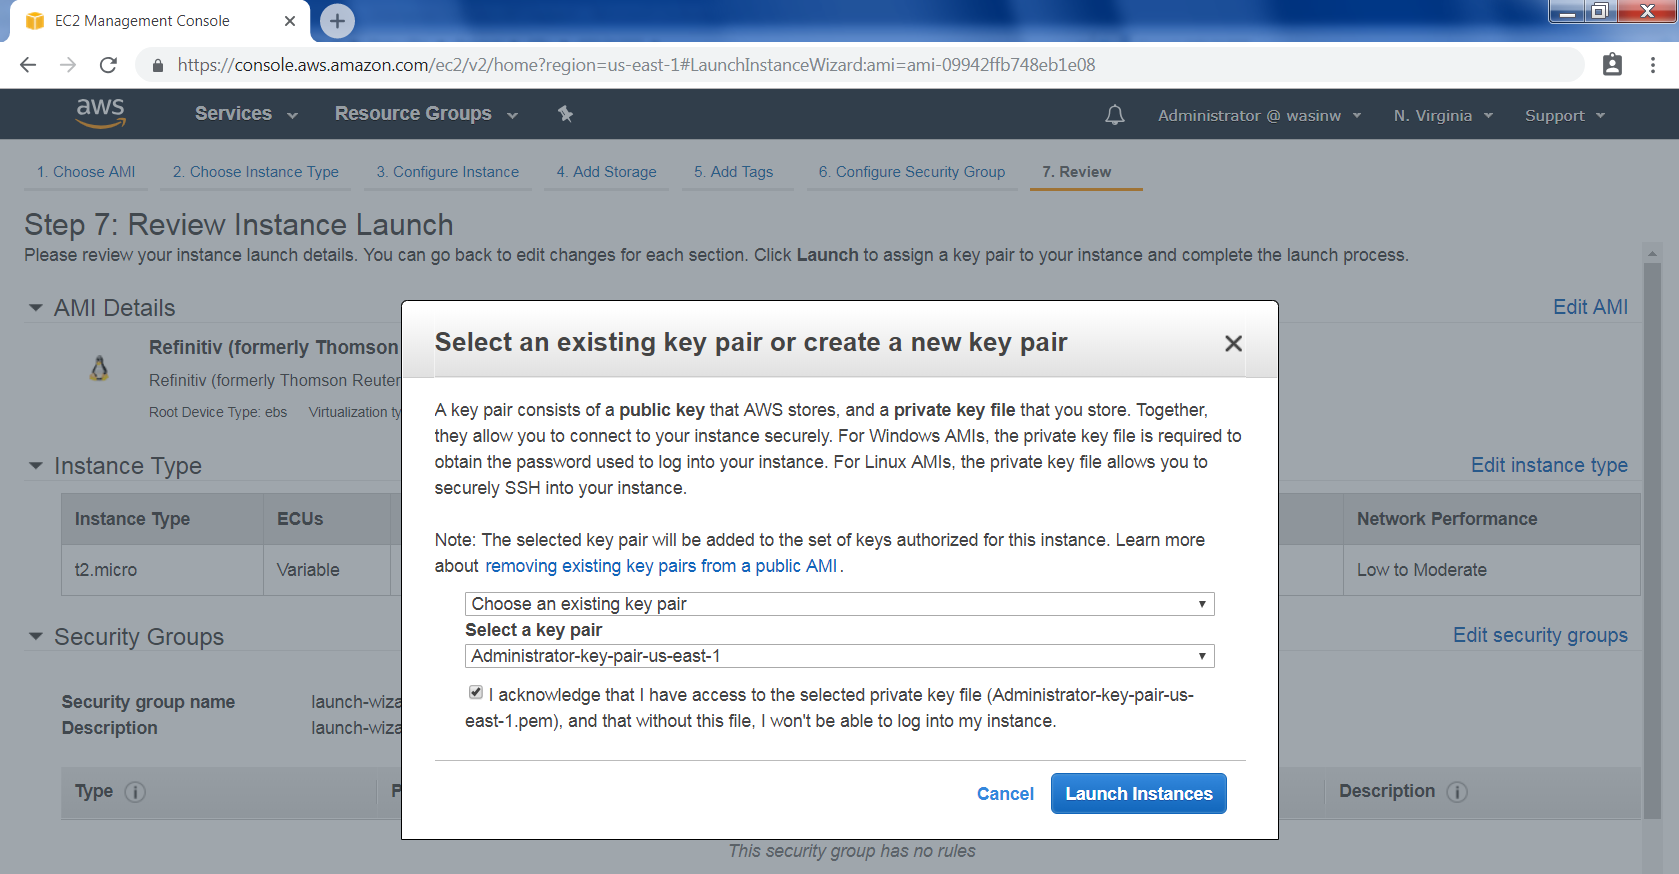 EC2 Management Console
https://console.aws.amazon.com/ec2/v2/home?region=us-east-1#LaunchInstanceWizard:ami=ami-09942ffb748eb1e08
aws Services Resource Groups Administrator @ wasinw N. Virginia Support
1. Choose AMI 2. Choose Instance Type 3. Configure Instance 4. Add Storage 5. Add Tags 6. Configure Security Group 7. Review
Step 7: Review Instance Launch
Please review your instance launch details. You can go back to edit changes for each section. Click Launch to assign a key pair to your instance and complete the launch process.
AMI Details Edit AMI
Refinitiv (formerly Thomson
Refinitiv (formerly Thomson Reuter
Root Device Type: ebs Virtualization ty
Instance Type Edit instance type
Instance Type ECUs Network Performance
t2.micro Variable Low to Moderate
Security Groups Edit security groups
Security group name launch-wiza
Description launch-wiza
Type P Description
This security group has no rules
Select an existing key pair or create a new key pair
A key pair consists of a public key that AWS stores, and a private key file that you store. Together,
they allow you to connect to your instance securely. For Windows AMIs, the private key file is required to
obtain the password used to log into your instance. For Linux AMIs, the private key file allows you to
securely SSH into your instance.
Note: The selected key pair will be added to the set of keys authorized for this instance. Learn more
about removing existing key pairs from a public AMI.
Choose an existing key pair
Select a key pair
Administrator-key-pair-us-east-1
I acknowledge that I have access to the selected private key file (Administrator-key-pair-us-
east-1.pem), and that without this file, I won't be able to log into my instance.
Cancel Launch Instances